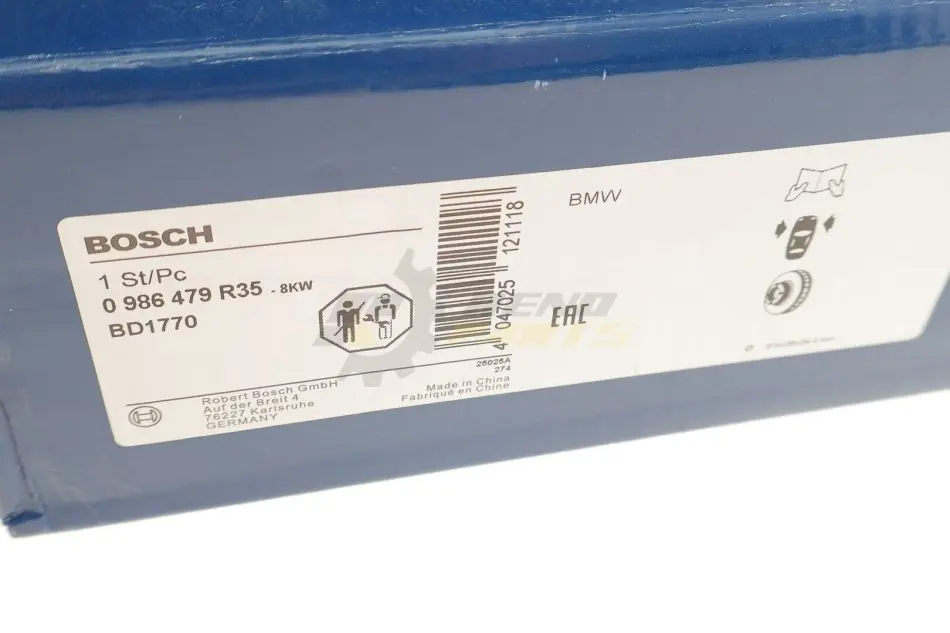 BOSCH
1 St/Pc
0 986 479 R35 - 8KW
BD1770
Robert Bosch GmbH
Auf der Breit 4
76227 Karlsruhe
GERMANY
4 047025 121118
25025A
274
Made in China
Fabriqué en Chine
BMW
EAC